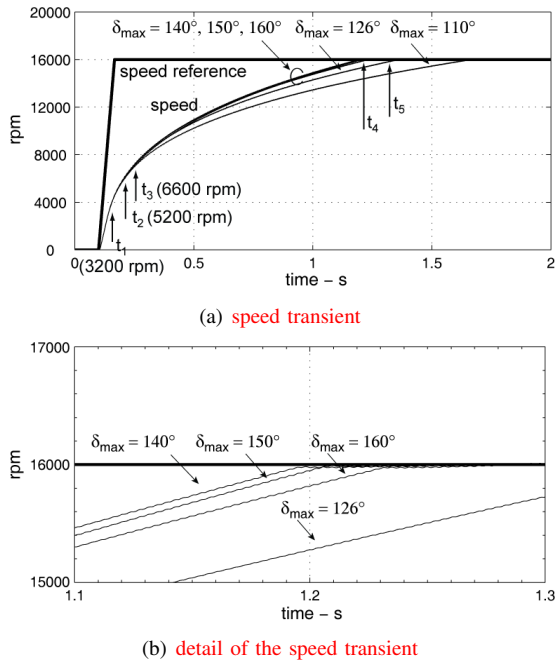 δmax = 140°, 150°, 160° δmax = 126° δmax = 110°
20000
16000
12000
8000
4000
0
rpm
speed reference
speed
t4
t5
t3 (6600 rpm)
t2 (5200 rpm)
t1
(3200 rpm)
0 0.5 1 1.5 2
time – s
(a) speed transient
17000
16000
15000
rpm
δmax = 140° δmax = 150° δmax = 160°
δmax = 126°
1.1 1.2 1.3
time – s
(b) detail of the speed transient